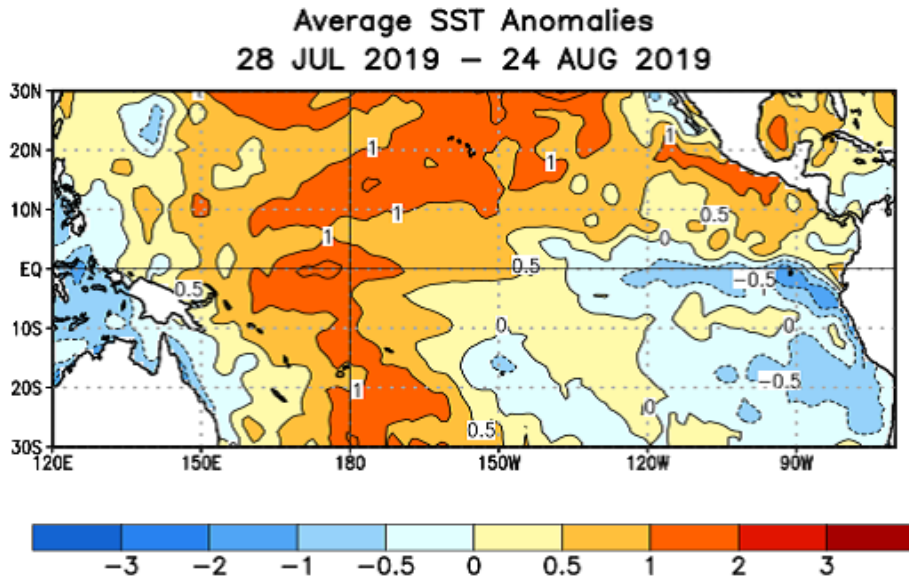 Average SST Anomalies
28 JUL 2019 – 24 AUG 2019
30N
20N
1
1
1
1
10N
1
0.5
1
0
EQ
0.5
0.5
-0.5
10S
0
0
20S
1
-0.5
0
0.5
30S
120E 150E 180 150W 120W 90W
-3 -2 -1 -0.5 0 0.5 1 2 3